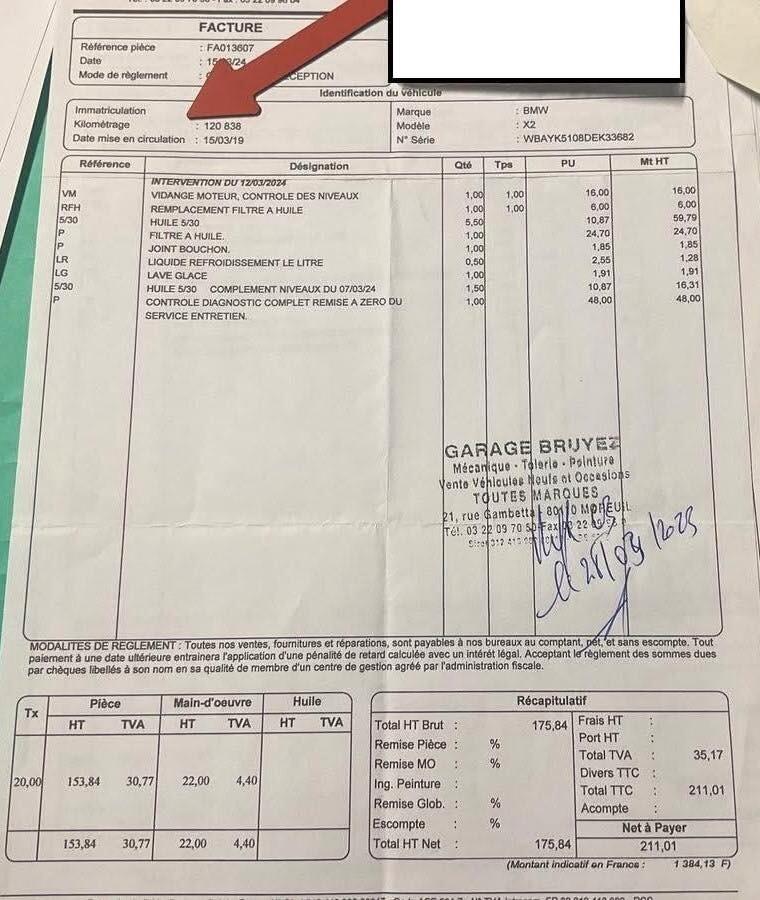 FACTURE
Référence pièce : FA013607
Date : 15/ /24
Mode de règlement : CEPTION
Identification du véhicule
Immatriculation
Kilométrage : 120 838
Date mise en circulation : 15/03/19
Marque : BMW
Modèle : X2
N° Série : WBAYK5108DEK33682
Référence Désignation Qté Tps PU Mt HT
INTERVENTION DU 12/03/2024
VM VIDANGE MOTEUR, CONTROLE DES NIVEAUX 1,00 1,00 16,00 16,00
RFH REMPLACEMENT FILTRE A HUILE 1,00 1,00 6,00 6,00
5/30 HUILE 5/30 5,50 10,87 59,79
P FILTRE A HUILE. 1,00 24,70 24,70
P JOINT BOUCHON. 1,00 1,85 1,85
LR LIQUIDE REFROIDISSEMENT LE LITRE 0,50 2,55 1,28
LG LAVE GLACE 1,00 1,91 1,91
5/30 HUILE 5/30 COMPLEMENT NIVEAUX DU 07/03/24 1,50 10,87 16,31
P CONTROLE DIAGNOSTIC COMPLET REMISE A ZERO DU 1,00 48,00 48,00
SERVICE ENTRETIEN.
GARAGE BRUYEZ
Mécanique - Tolerie - Peinture
Vente Véhicules Neufs et Occasions
TOUTES MARQUES
21, rue Gambetta MOREUIL
Tél. 03 22 09 70 Fax 22
28/03/2025
MODALITES DE REGLEMENT : Toutes nos ventes, fournitures et réparations, sont payables à nos bureaux au comptant, net, et sans escompte. Tout
paiement à une date ultérieure entrainera l'application d'une pénalité de retard calculée avec un intérêt légal. Acceptant le règlement des sommes dues
par chèques libellés à son nom en sa qualité de membre d'un centre de gestion agréé par l'administration fiscale.
Tx Pièce Main-d'oeuvre Huile
HT TVA HT TVA HT TVA
20,00 153,84 30,77 22,00 4,40
153,84 30,77 22,00 4,40
Récapitulatif
Total HT Brut : 175,84
Remise Pièce : %
Remise MO : %
Ing. Peinture :
Remise Glob. : %
Escompte : %
Total HT Net : 175,84
Frais HT :
Port HT :
Total TVA : 35,17
Divers TTC :
Total TTC : 211,01
Acompte :
Net à Payer
211,01
(Montant indicatif en Francs : 1 384,13 F)